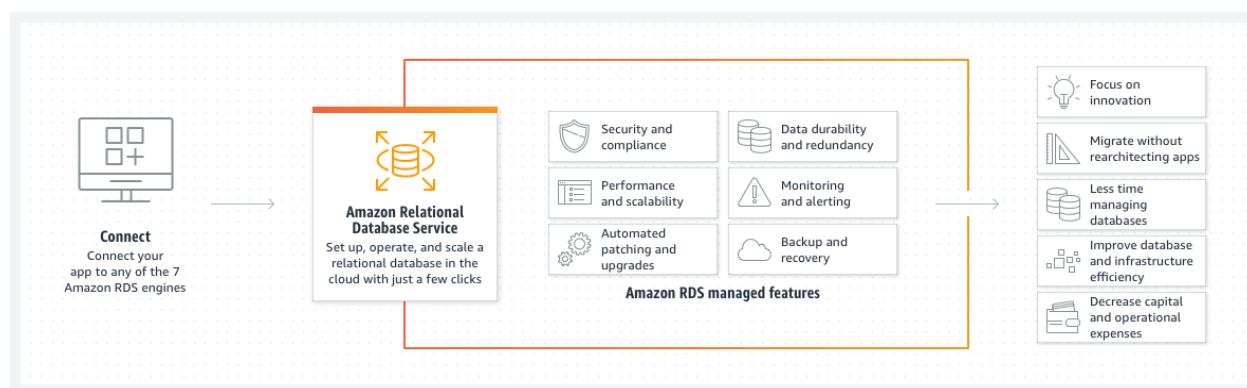 Connect
Connect your
app to any of the 7
Amazon RDS engines
Amazon Relational
Database Service
Set up, operate, and scale a
relational database in the
cloud with just a few clicks
Security and
compliance
Data durability
and redundancy
Performance
and scalability
Monitoring
and alerting
Automated
patching and
upgrades
Backup and
recovery
Amazon RDS managed features
Focus on
innovation
Migrate without
rearchitecting apps
Less time
managing
databases
Improve database
and infrastructure
efficiency
Decrease capital
and operational
expenses